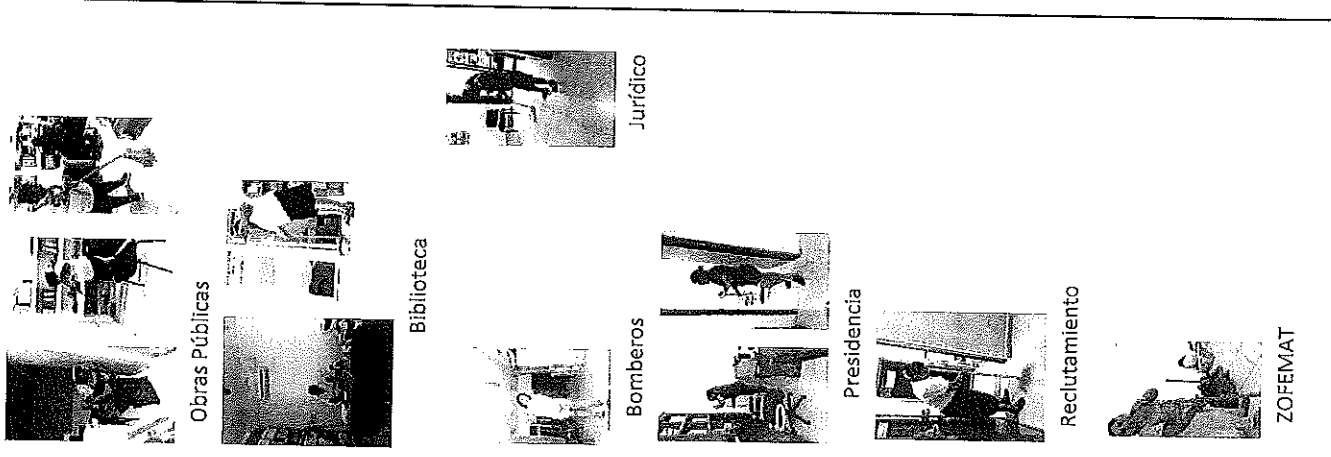 Obras Públicas
Biblioteca
Bomberos
Jurídico
Presidencia
Reclutamiento
ZOFEMAT